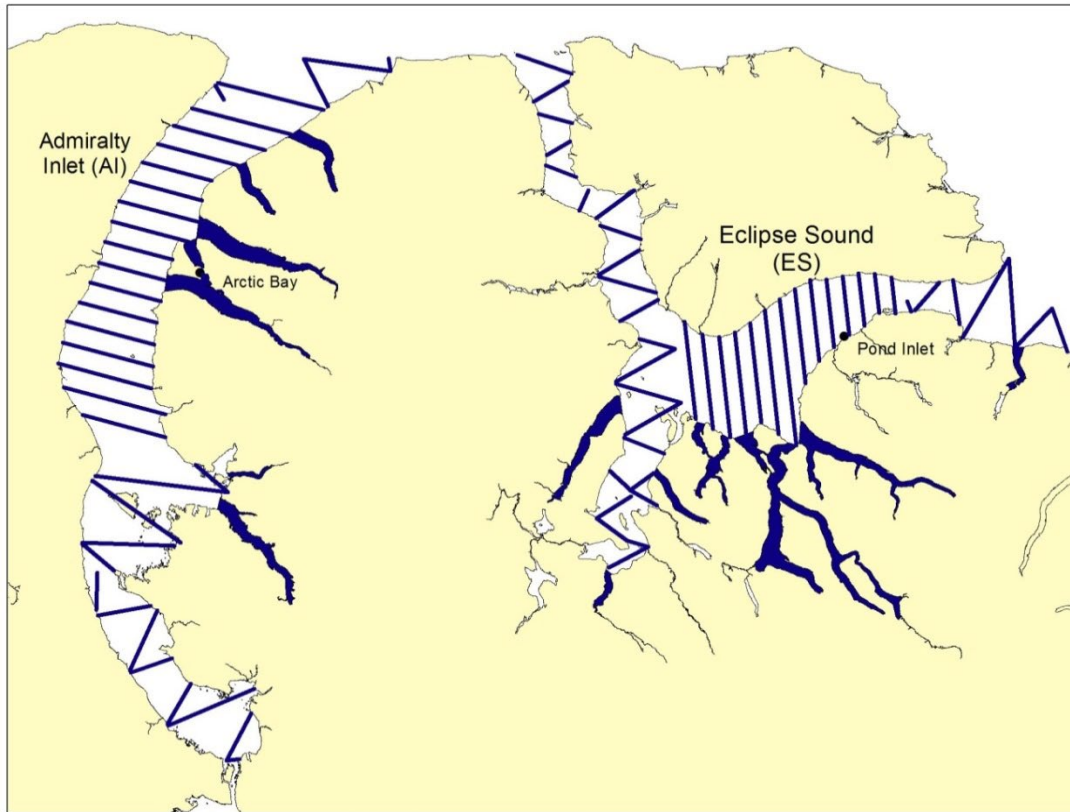 Admiralty
Inlet (AI)
Eclipse Sound
(ES)
Arctic Bay
Pond Inlet